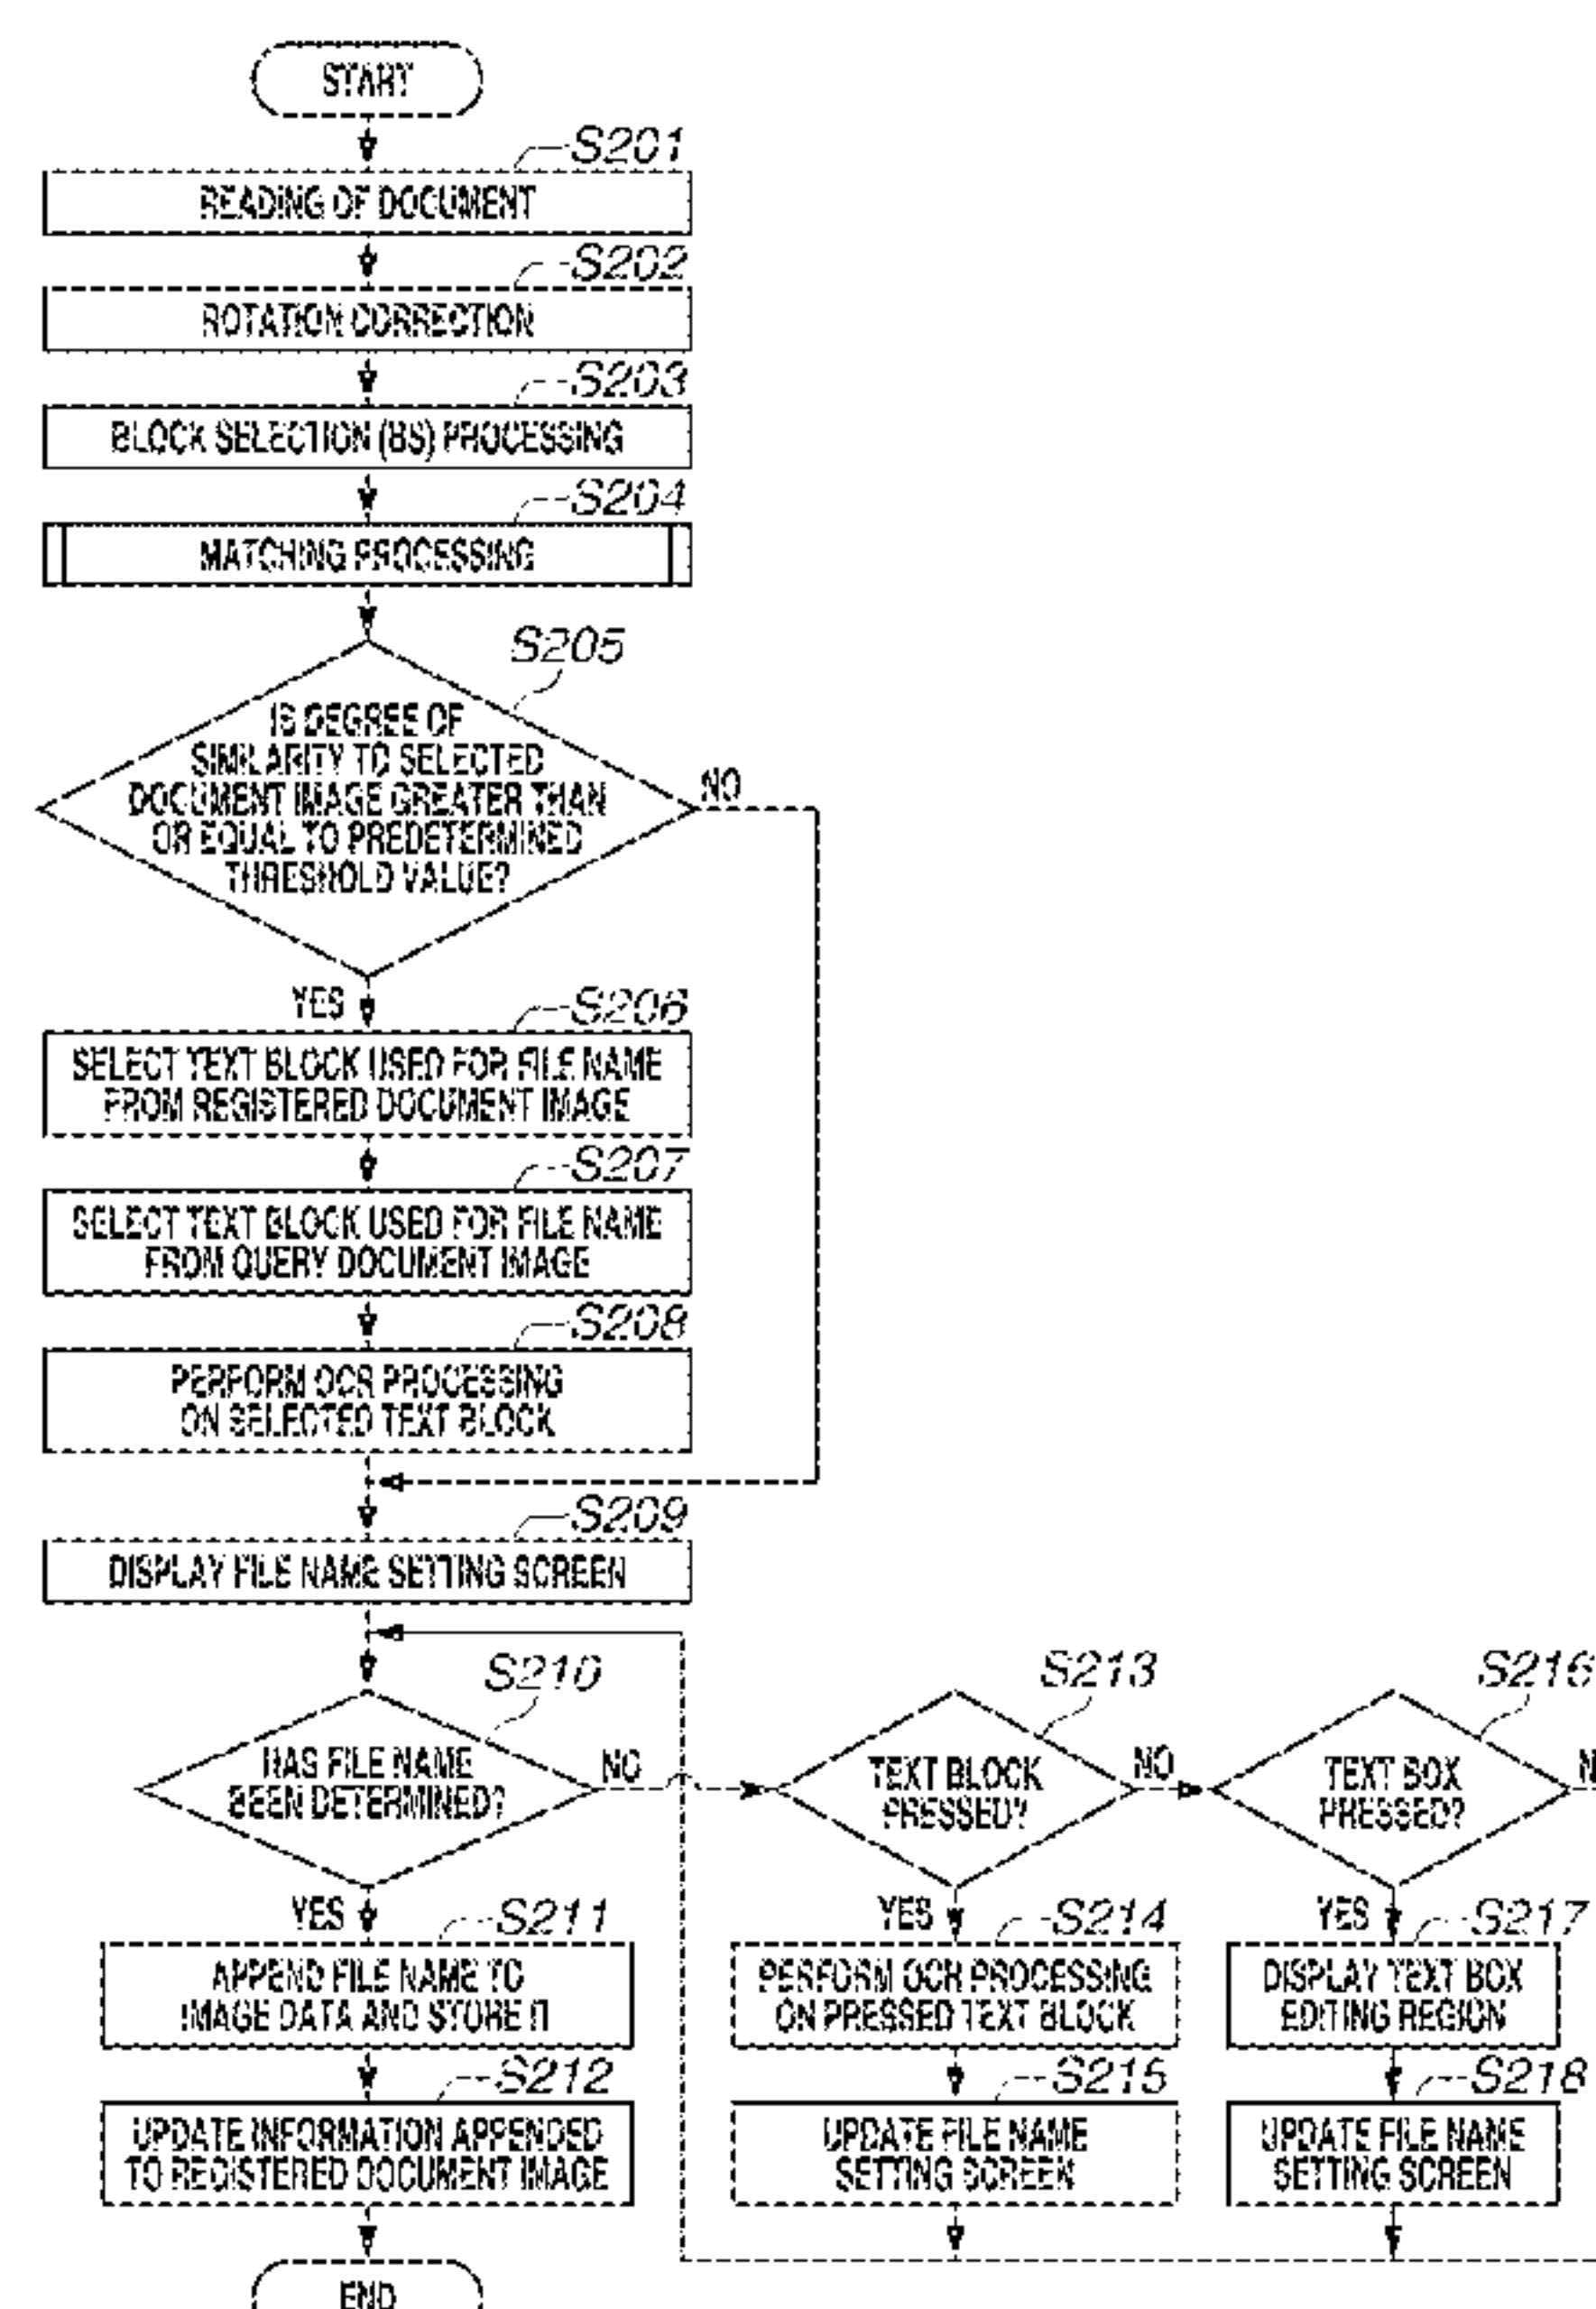 START
S201
READING OF DOCUMENT
S202
ROTATION CORRECTION
S203
BLOCK SELECTION (BS) PROCESSING
S204
MATCHING PROCESSING
S205
IS DEGREE OF
SIMILARITY TO SELECTED
DOCUMENT IMAGE GREATER THAN
OR EQUAL TO PREDETERMINED
THRESHOLD VALUE?
NO
YES
S206
SELECT TEXT BLOCK USED FOR FILE NAME
FROM REGISTERED DOCUMENT IMAGE
S207
SELECT TEXT BLOCK USED FOR FILE NAME
FROM QUERY DOCUMENT IMAGE
S208
PERFORM OCR PROCESSING
ON SELECTED TEXT BLOCK
S209
DISPLAY FILE NAME SETTING SCREEN
S210
HAS FILE NAME
BEEN DETERMINED?
NO
YES
S211
APPEND FILE NAME TO
IMAGE DATA AND STORE IT
S212
UPDATE INFORMATION APPENDED
TO REGISTERED DOCUMENT IMAGE
END
S213
TEXT BLOCK
PRESSED?
NO
YES
S214
PERFORM OCR PROCESSING
ON PRESSED TEXT BLOCK
S215
UPDATE FILE NAME
SETTING SCREEN
S216
TEXT BOX
PRESSED?
YES
S217
DISPLAY TEXT BOX
EDITING REGION
S218
UPDATE FILE NAME
SETTING SCREEN